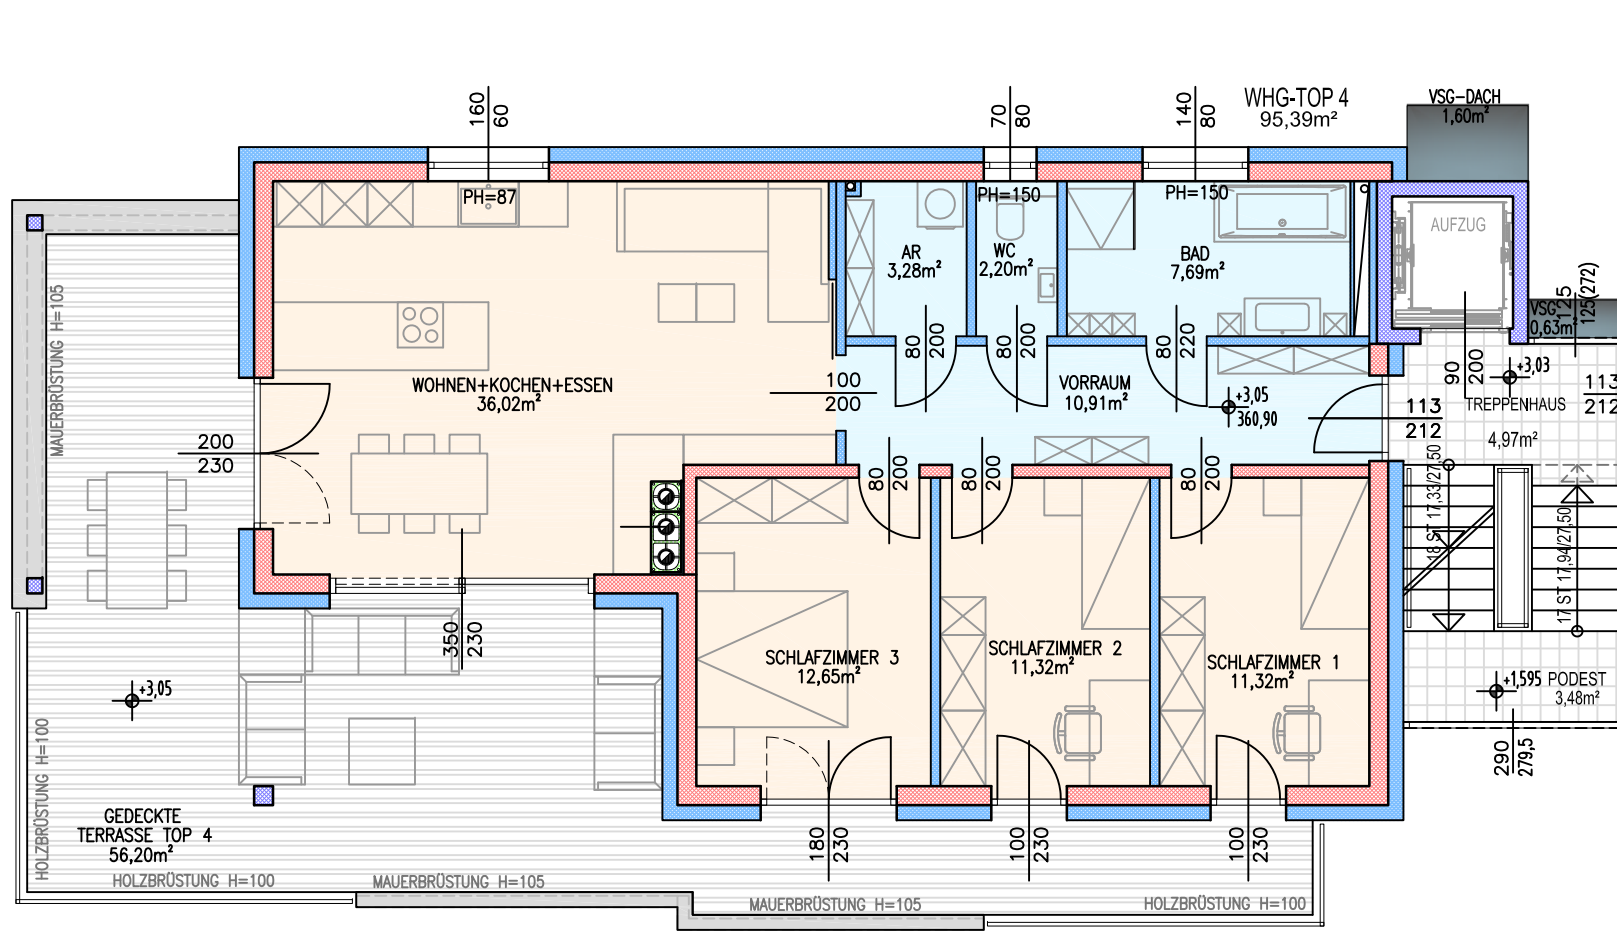 160
60
70
80
140
80
WHG-TOP 4
95,39m²
VSG-DACH
1,60m²
PH=87
PH=150
PH=150
AUFZUG
AR
3,28m²
WC
2,20m²
BAD
7,69m²
VSG-
0,63m²
125
125(272)
MAUERBRÜSTUNG H=105
80
200
80
200
80
220
90
200
+3,03
WOHNEN+KOCHEN+ESSEN
36,02m²
100
200
VORRAUM
10,91m²
+3,05
360,90
113
212
113
212
TREPPENHAUS
4,97m²
200
230
80
200
80
200
80
200
18 ST 17,33/27,50
17 ST 17,94/27,50
350
230
SCHLAFZIMMER 3
12,65m²
SCHLAFZIMMER 2
11,32m²
SCHLAFZIMMER 1
11,32m²
+3,05
+1,595
PODEST
3,48m²
290
279,5
HOLZBRÜSTUNG H=100
GEDECKTE
TERRASSE TOP 4
56,20m²
180
230
100
230
100
230
HOLZBRÜSTUNG H=100
MAUERBRÜSTUNG H=105
MAUERBRÜSTUNG H=105
HOLZBRÜSTUNG H=100